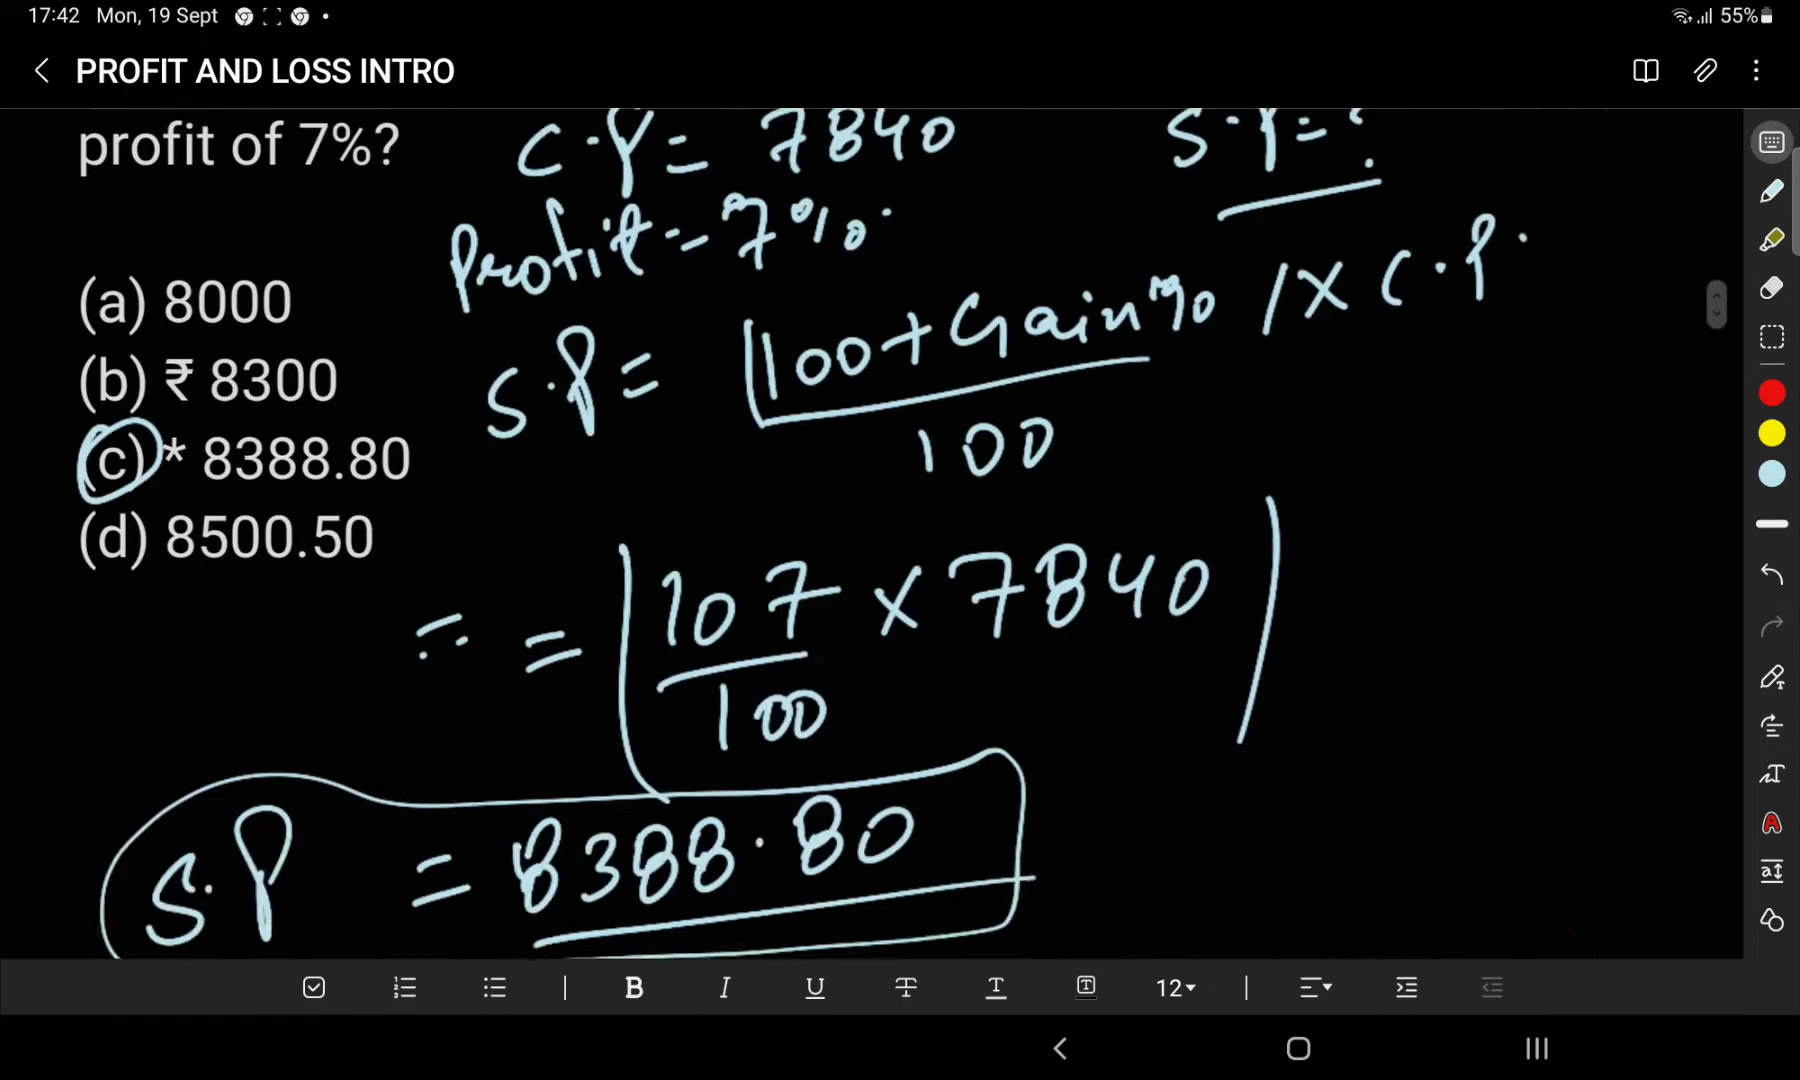 17:42 Mon, 19 Sept 55%
PROFIT AND LOSS INTRO
profit of 7%? C.P = 7840 S.P = ?
Profit = 7%.
(a) 8000
S.P = (100 + Gain% / 100) X C.P.
(b) ₹ 8300
(c) * 8388.80
(d) 8500.50
= (107/100 x 7840)
S.P = 8388.80
B I U T T T 12